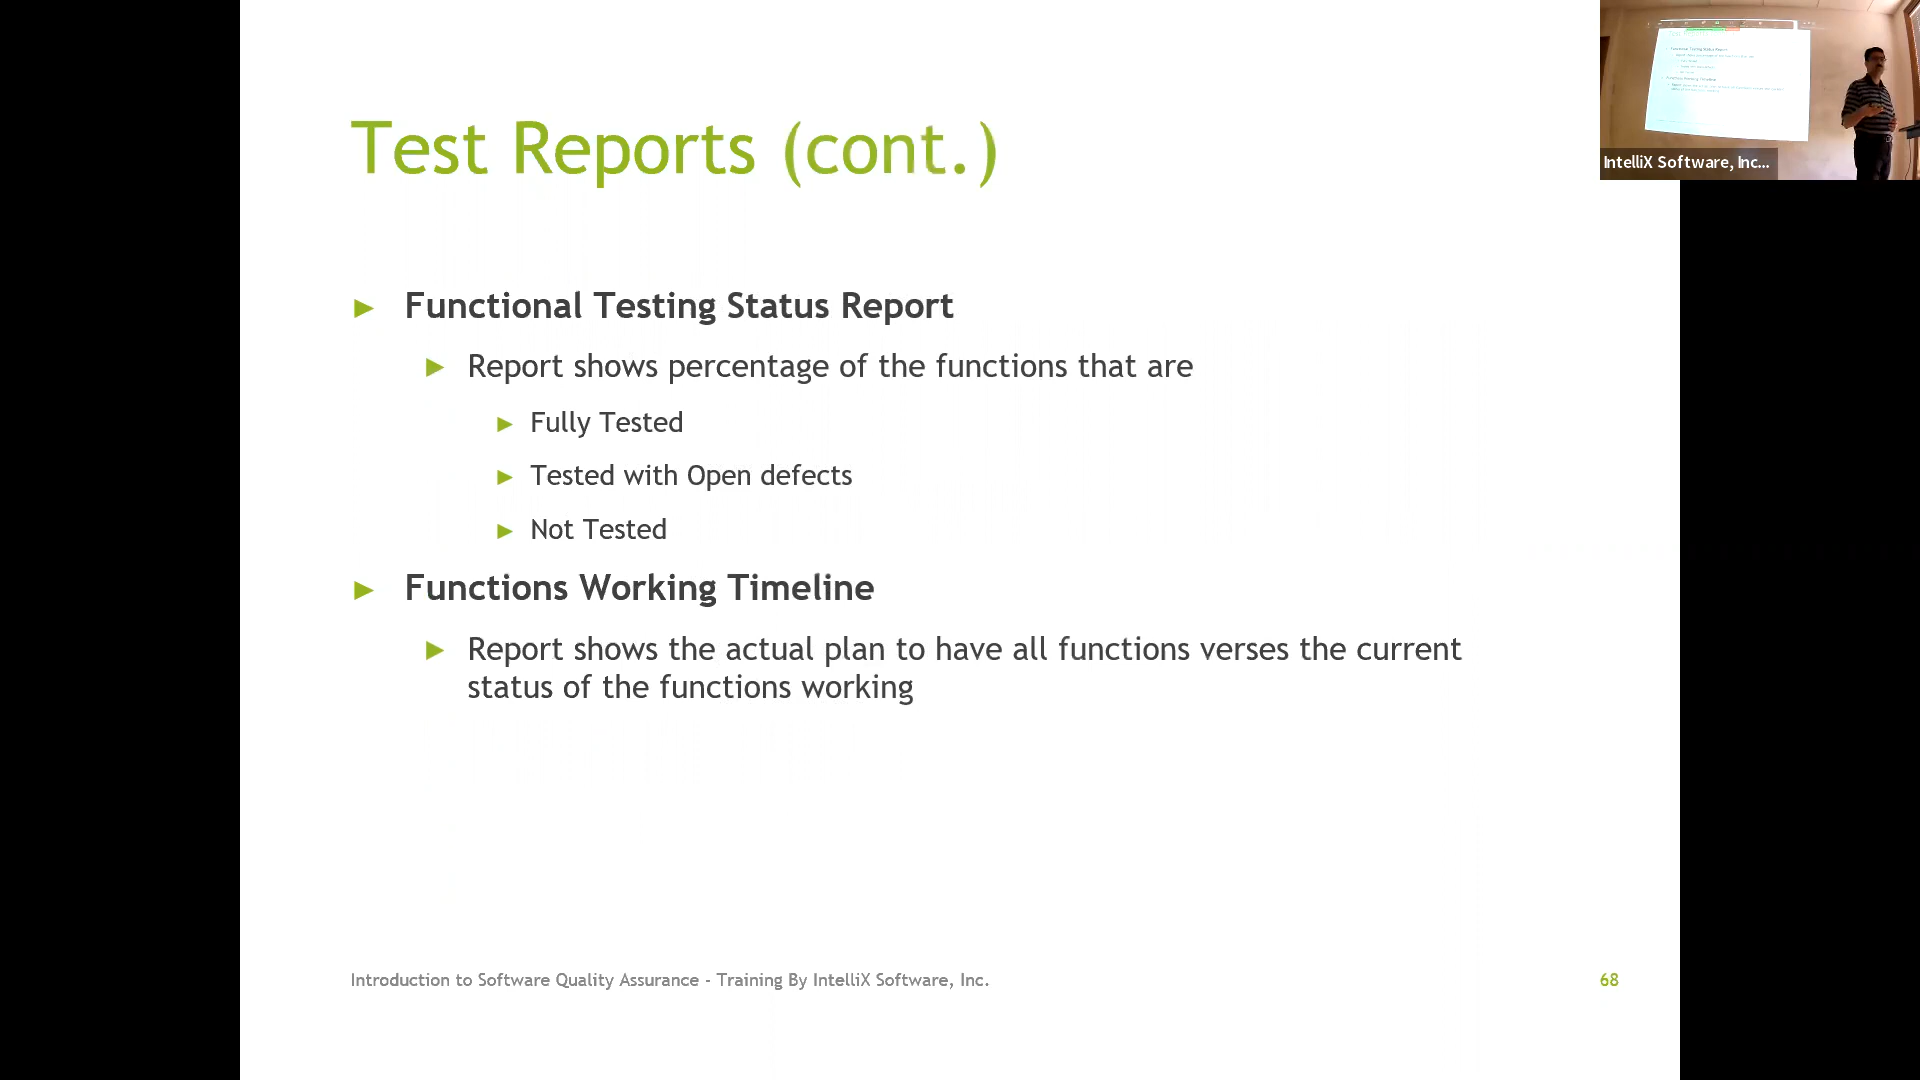 Test Reports (cont.)
Functional Testing Status Report
Report shows percentage of the functions that are
Fully Tested
Tested with Open defects
Not Tested
Functions Working Timeline
Report shows the actual plan to have all functions verses the current
status of the functions working
Introduction to Software Quality Assurance - Training By IntelliX Software, Inc.
68
IntelliX Software, Inc...